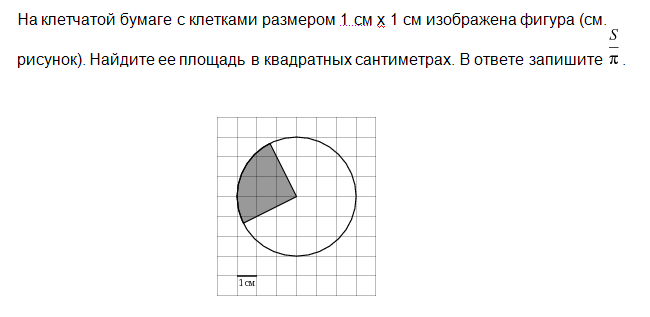 На клетчатой бумаге с клетками размером 1 см х 1 см изображена фигура (см.
рисунок). Найдите ее площадь в квадратных сантиметрах. В ответе запишите S/π .
1 см